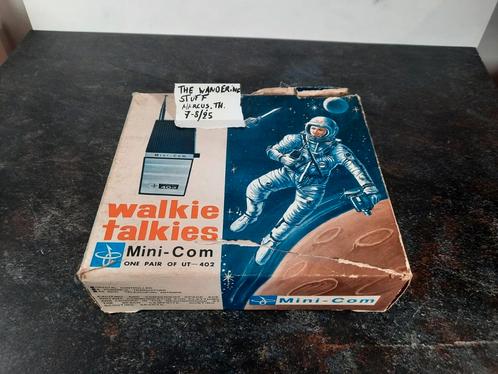 THE WANDERING
STUFF
MARCUS.TH.
7-8/25
Mini-Com
402
walkie
talkies
Mini-Com
ONE PAIR OF UT-402
Mini-Com